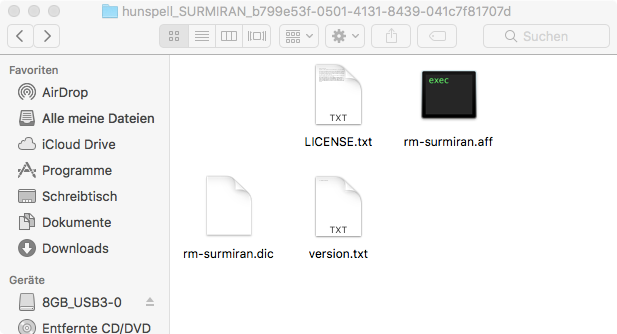 hunspell_SURMIRAN_b799e53f-0501-4131-8439-041c7f81707d
Suchen
Favoriten
AirDrop
Alle meine Dateien
iCloud Drive
Programme
Schreibtisch
Dokumente
Downloads
Geräte
8GB_USB3-0
Entfernte CD/DVD
TXT
LICENSE.txt
exec
rm-surmiran.aff
rm-surmiran.dic
TXT
version.txt